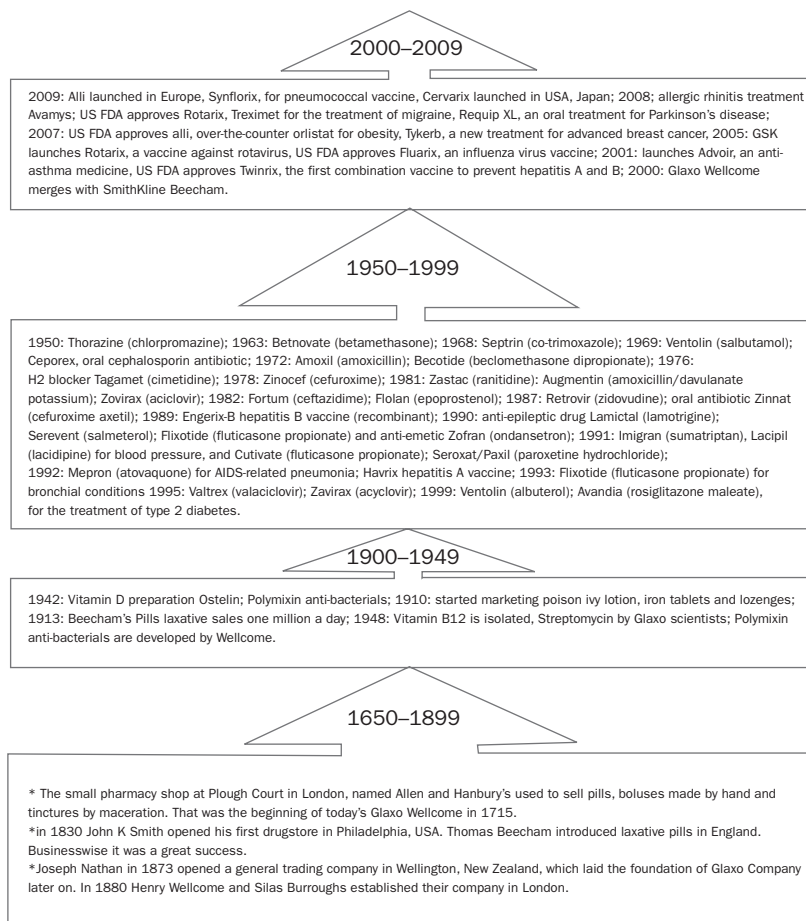 2000–2009
2009: Alli launched in Europe, Synflorix, for pneumococcal vaccine, Cervarix launched in USA, Japan; 2008; allergic rhinitis treatment
Avamys; US FDA approves Rotarix, Treximet for the treatment of migraine, Requip XL, an oral treatment for Parkinson's disease;
2007: US FDA approves alli, over-the-counter orlistat for obesity, Tykerb, a new treatment for advanced breast cancer, 2005: GSK
launches Rotarix, a vaccine against rotavirus, US FDA approves Fluarix, an influenza virus vaccine; 2001: launches Advoir, an anti-
asthma medicine, US FDA approves Twinrix, the first combination vaccine to prevent hepatitis A and B; 2000: Glaxo Wellcome
merges with SmithKline Beecham.
1950–1999
1950: Thorazine (chlorpromazine); 1963: Betnovate (betamethasone); 1968: Septrin (co-trimoxazole); 1969: Ventolin (salbutamol);
Ceporex, oral cephalosporin antibiotic; 1972: Amoxil (amoxicillin); Becotide (beclomethasone dipropionate); 1976:
H2 blocker Tagamet (cimetidine); 1978: Zinocef (cefuroxime); 1981: Zastac (ranitidine): Augmentin (amoxicillin/davulanate
potassium); Zovirax (aciclovir); 1982: Fortum (ceftazidime); Flolan (epoprostenol); 1987: Retrovir (zidovudine); oral antibiotic Zinnat
(cefuroxime axetil); 1989: Engerix-B hepatitis B vaccine (recombinant); 1990: anti-epileptic drug Lamictal (lamotrigine);
Serevent (salmeterol); Flixotide (fluticasone propionate) and anti-emetic Zofran (ondansetron); 1991: Imigran (sumatriptan), Lacipil
(lacidipine) for blood pressure, and Cutivate (fluticasone propionate); Seroxat/Paxil (paroxetine hydrochloride);
1992: Mepron (atovaquone) for AIDS-related pneumonia; Havrix hepatitis A vaccine; 1993: Flixotide (fluticasone propionate) for
bronchial conditions 1995: Valtrex (valaciclovir); Zavirax (acyclovir); 1999: Ventolin (albuterol); Avandia (rosiglitazone maleate),
for the treatment of type 2 diabetes.
1900–1949
1942: Vitamin D preparation Ostelin; Polymixin anti-bacterials; 1910: started marketing poison ivy lotion, iron tablets and lozenges;
1913: Beecham's Pills laxative sales one million a day; 1948: Vitamin B12 is isolated, Streptomycin by Glaxo scientists; Polymixin
anti-bacterials are developed by Wellcome.
1650–1899
* The small pharmacy shop at Plough Court in London, named Allen and Hanbury's used to sell pills, boluses made by hand and
tinctures by maceration. That was the beginning of today's Glaxo Wellcome in 1715.
*in 1830 John K Smith opened his first drugstore in Philadelphia, USA. Thomas Beecham introduced laxative pills in England.
Businesswise it was a great success.
*Joseph Nathan in 1873 opened a general trading company in Wellington, New Zealand, which laid the foundation of Glaxo Company
later on. In 1880 Henry Wellcome and Silas Burroughs established their company in London.